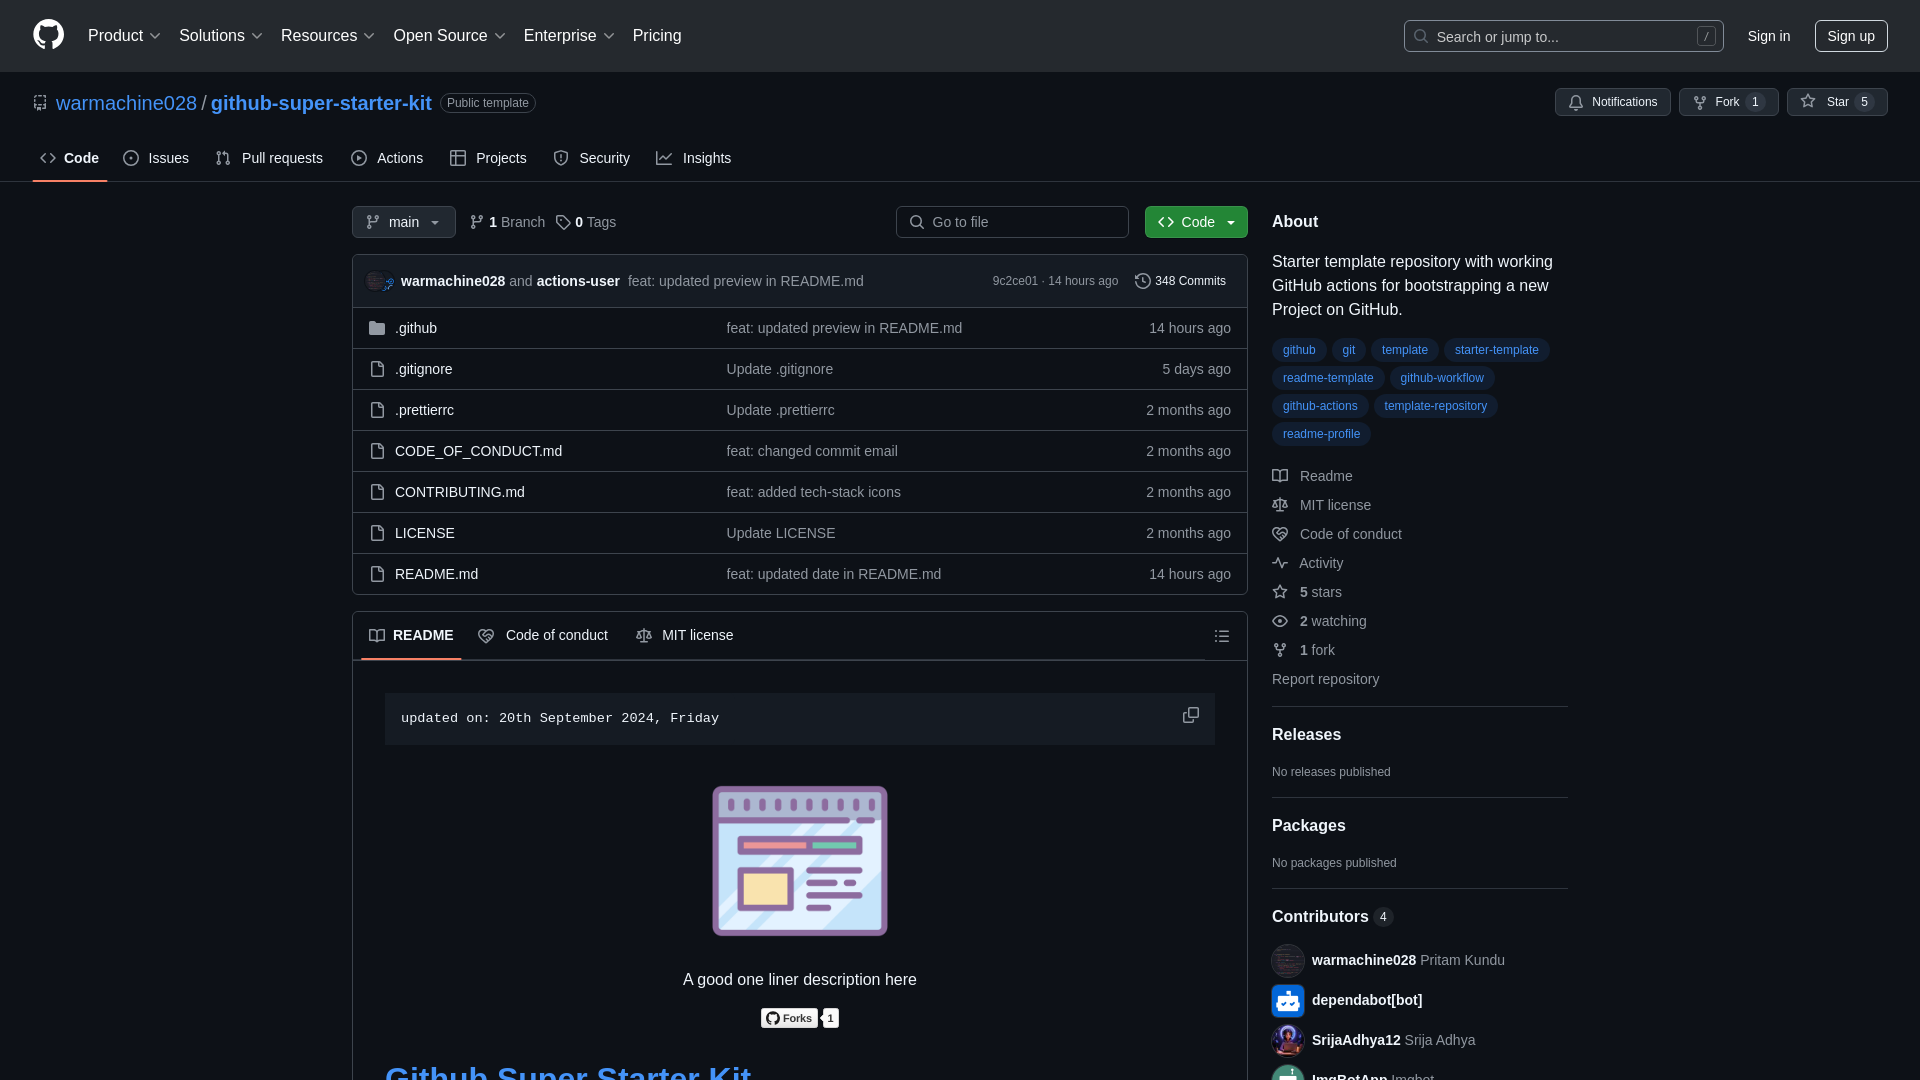 Product Solutions Resources Open Source Enterprise Pricing Search or jump to... / Sign in Sign up
warmachine028 / github-super-starter-kit Public template Notifications Fork 1 Star 5
Code Issues Pull requests Actions Projects Security Insights
main 1 Branch 0 Tags Go to file Code
warmachine028 and actions-user feat: updated preview in README.md 9c2ce01 · 14 hours ago 348 Commits
.github feat: updated preview in README.md 14 hours ago
.gitignore Update .gitignore 5 days ago
.prettierrc Update .prettierrc 2 months ago
CODE_OF_CONDUCT.md feat: changed commit email 2 months ago
CONTRIBUTING.md feat: added tech-stack icons 2 months ago
LICENSE Update LICENSE 2 months ago
README.md feat: updated date in README.md 14 hours ago
README Code of conduct MIT license
updated on: 20th September 2024, Friday
A good one liner description here
Forks 1
Github Super Starter Kit
About
Starter template repository with working
GitHub actions for bootstrapping a new
Project on GitHub.
github git template starter-template
readme-template github-workflow
github-actions template-repository
readme-profile
Readme
MIT license
Code of conduct
Activity
5 stars
2 watching
1 fork
Report repository
Releases
No releases published
Packages
No packages published
Contributors 4
warmachine028 Pritam Kundu
dependabot[bot]
SrijaAdhya12 Srija Adhya
ImgBotApp Imgbot